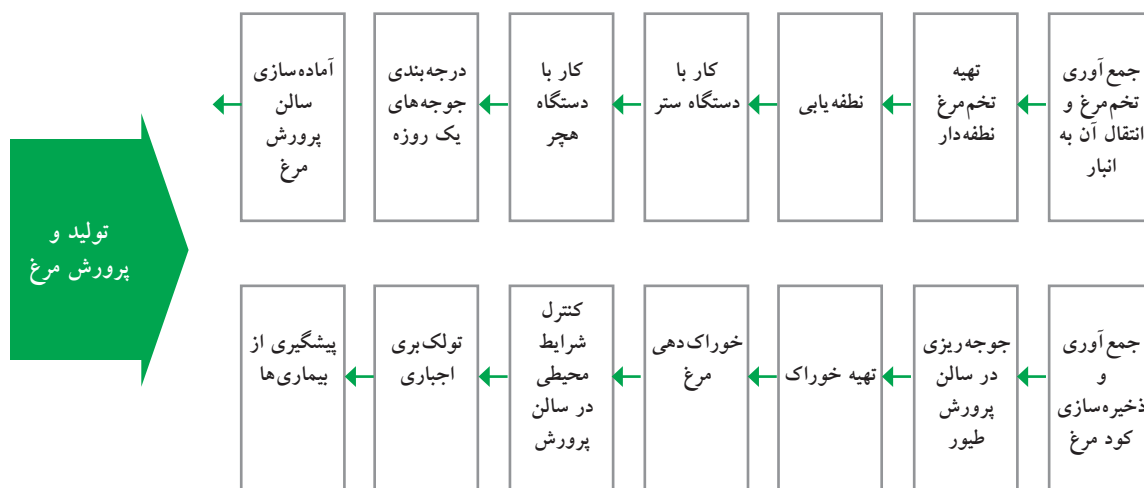 جمع‌آوری
تخم‌مرغ و
انتقال آن به
انبار
تهیه
تخم‌مرغ
نطفه‌دار
نطفه‌یابی
کار با
دستگاه ستر
کار با
دستگاه
هچر
درجه‌بندی
جوجه‌های
یک روزه
آماده‌سازی
سالن
پرورش
مرغ
تولید و
پرورش مرغ
جمع‌آوری
و
ذخیره‌سازی
کود مرغ
جوجه‌ریزی
در سالن
پرورش
طیور
تهیه خوراک
خوراک‌دهی
مرغ
کنترل
شرایط
محیطی
در سالن
پرورش
تولک‌بری
اجباری
پیشگیری از
بیماری‌ها